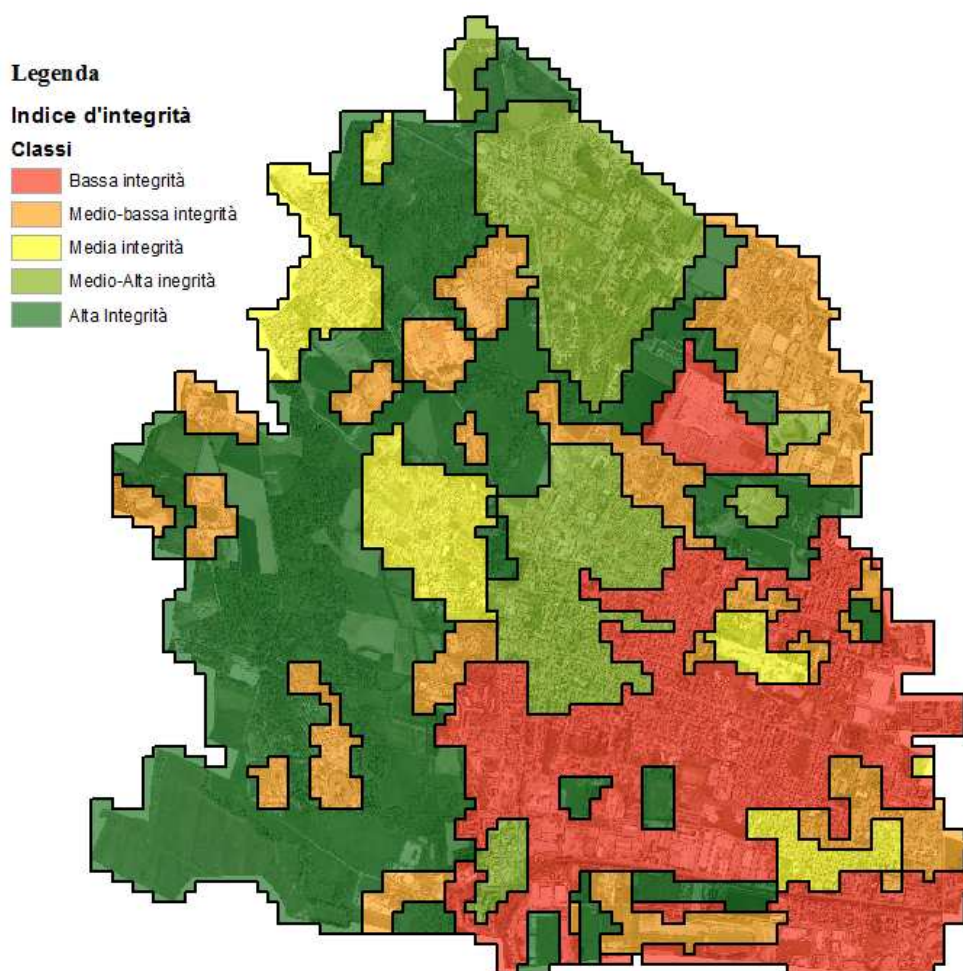 Legenda
Indice d'integrità
Classi
Bassa integrità
Medio-bassa integrità
Media integrità
Medio-Alta inegrità
Alta Integrità